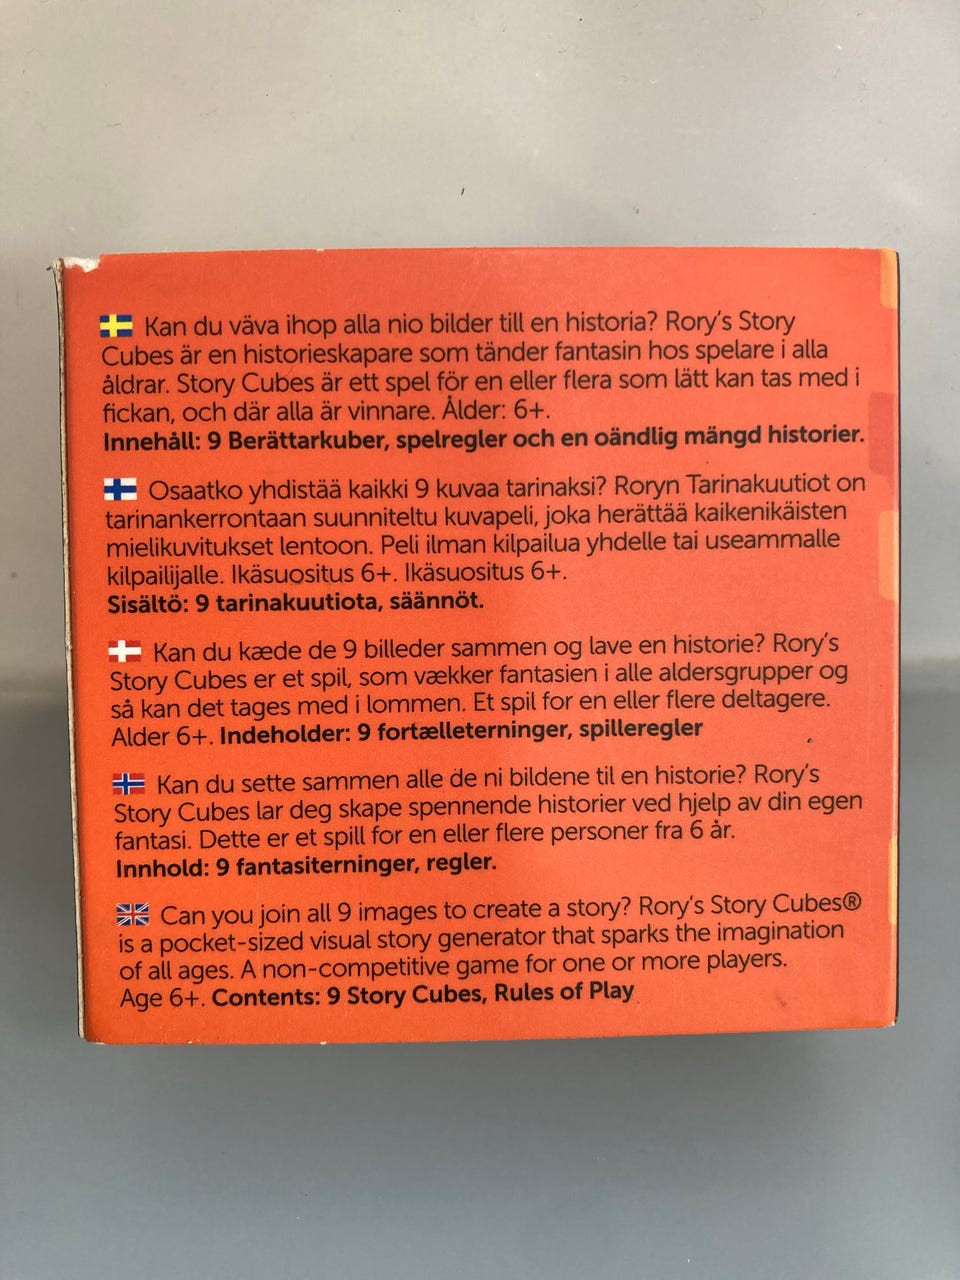 Kan du väva ihop alla nio bilder till en historia? Rory's Story
Cubes är en historieskapare som tänder fantasin hos spelare i alla
åldrar. Story Cubes är ett spel för en eller flera som lätt kan tas med i
fickan, och där alla är vinnare. Ålder: 6+.
Innehåll: 9 Berättarkuber, spelregler och en oändlig mängd historier.
Osaatko yhdistää kaikki 9 kuvaa tarinaksi? Roryn Tarinakuutiot on
tarinankerrontaan suunniteltu kuvapeli, joka herättää kaikenikäisten
mielikuvitukset lentoon. Peli ilman kilpailua yhdelle tai useammalle
kilpailijalle. Ikäsuositus 6+. Ikäsuositus 6+.
Sisältö: 9 tarinakuutiota, säännöt.
Kan du kæde de 9 billeder sammen og lave en historie? Rory's
Story Cubes er et spil, som vækker fantasien i alle aldersgrupper og
så kan det tages med i lommen. Et spil for en eller flere deltagere.
Alder 6+. Indeholder: 9 fortælleterninger, spilleregler
Kan du sette sammen alle de ni bildene til en historie? Rory's
Story Cubes lar deg skape spennende historier ved hjelp av din egen
fantasi. Dette er et spill for en eller flere personer fra 6 år.
Innhold: 9 fantasiterninger, regler.
Can you join all 9 images to create a story? Rory's Story Cubes®
is a pocket-sized visual story generator that sparks the imagination
of all ages. A non-competitive game for one or more players.
Age 6+. Contents: 9 Story Cubes, Rules of Play